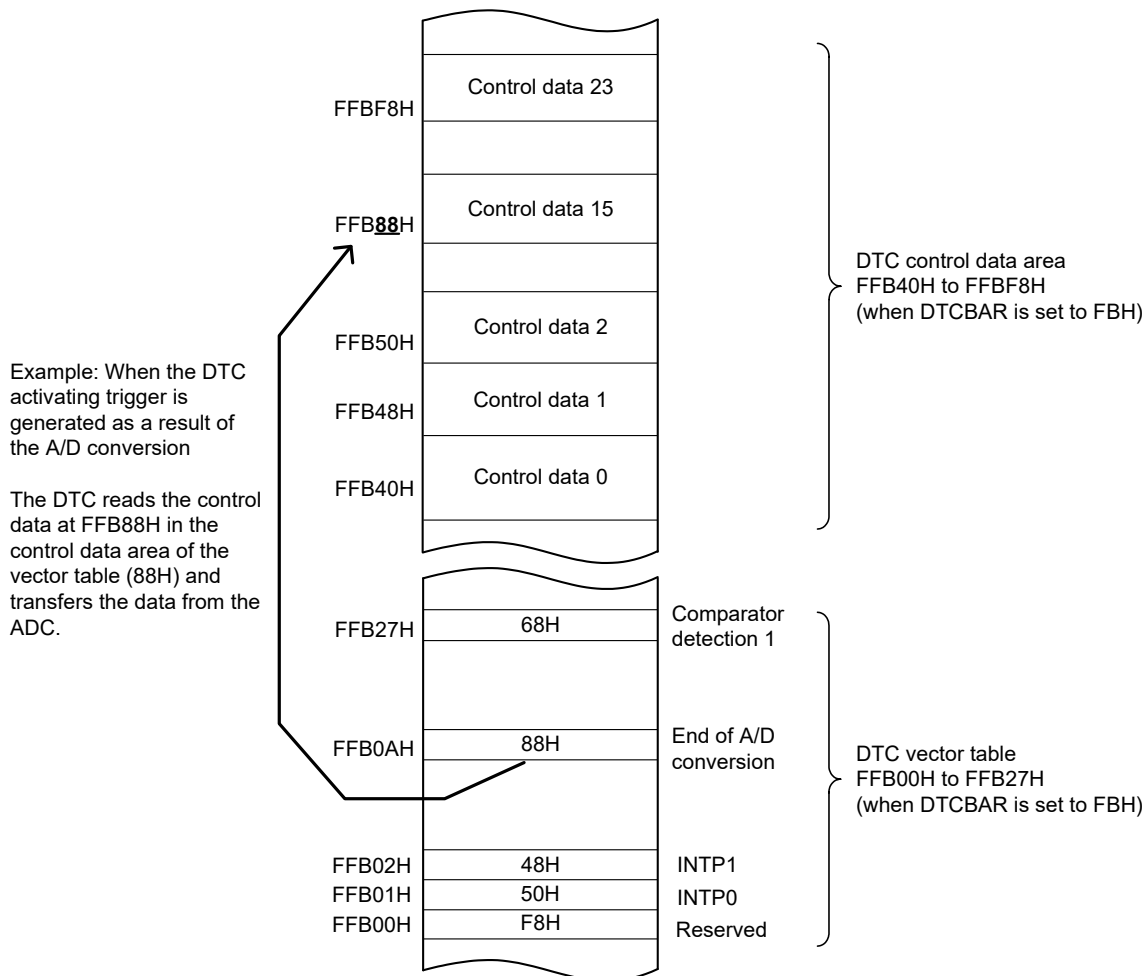 Control data 23
FFBF8H
Control data 15
FFB88H
DTC control data area
FFB40H to FFBF8H
(when DTCBAR is set to FBH)
Control data 2
FFB50H
Control data 1
FFB48H
Control data 0
FFB40H
Example: When the DTC
activating trigger is
generated as a result of
the A/D conversion
The DTC reads the control
data at FFB88H in the
control data area of the
vector table (88H) and
transfers the data from the
ADC.
FFB27H
68H
Comparator
detection 1
FFB0AH
88H
End of A/D
conversion
DTC vector table
FFB00H to FFB27H
(when DTCBAR is set to FBH)
FFB02H
48H
INTP1
FFB01H
50H
INTP0
FFB00H
F8H
Reserved